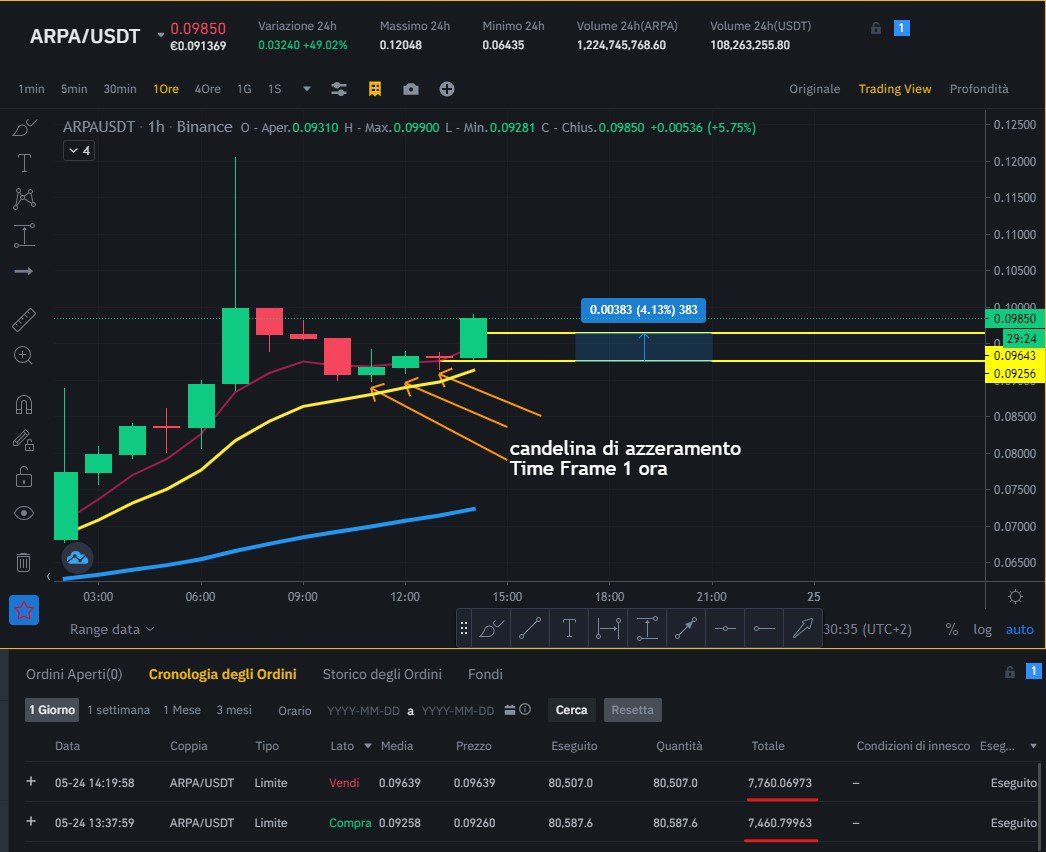 ARPA/USDT 0.09850 €0.091369
Variazione 24h 0.03240 +49.02%
Massimo 24h 0.12048
Minimo 24h 0.06435
Volume 24h(ARPA) 1,224,745,768.60
Volume 24h(USDT) 108,263,255.80
1
1min 5min 30min 1Ore 4Ore 1G 1S Originale Trading View Profondità
ARPAUSDT · 1h · Binance O - Aper.0.09310 H - Max.0.09900 L - Min.0.09281 C - Chius.0.09850 +0.00536 (+5.75%)
4
0.12500
0.12000
0.11500
0.11000
0.10500
0.10000
0.00383 (4.13%) 383
0.09850
29:24
0.09643
0.09256
0.08500
0.08000
0.07500
0.07000
0.06500
candelina di azzeramento
Time Frame 1 ora
03:00 06:00 09:00 12:00 15:00 18:00 21:00 25
Range data 30:35 (UTC+2) % log auto
Ordini Aperti(0) Cronologia degli Ordini Storico degli Ordini Fondi 1
1 Giorno 1 settimana 1 Mese 3 mesi Orario YYYY-MM-DD a YYYY-MM-DD Cerca Resetta
Data Coppia Tipo Lato Media Prezzo Eseguito Quantità Totale Condizioni di innesco Eseg...
+ 05-24 14:19:58 ARPA/USDT Limite Vendi 0.09639 0.09639 80,507.0 80,507.0 7,760.06973 – Eseguito
+ 05-24 13:37:59 ARPA/USDT Limite Compra 0.09258 0.09260 80,587.6 80,587.6 7,460.79963 – Eseguito